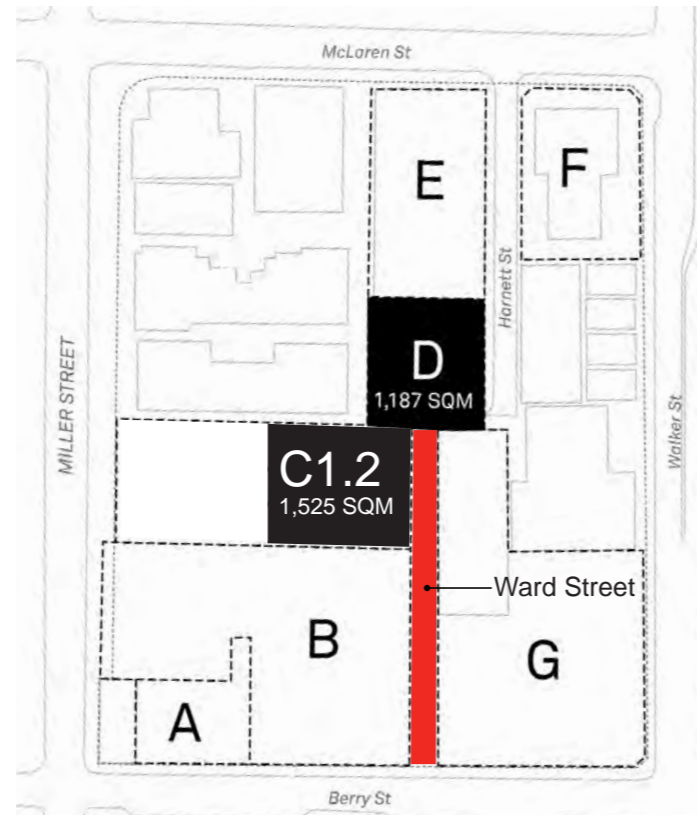 McLaren St
E
F
Harnett St
D
1,187 SQM
MILLER STREET
Walker St
C1.2
1,525 SQM
Ward Street
B
G
A
Berry St